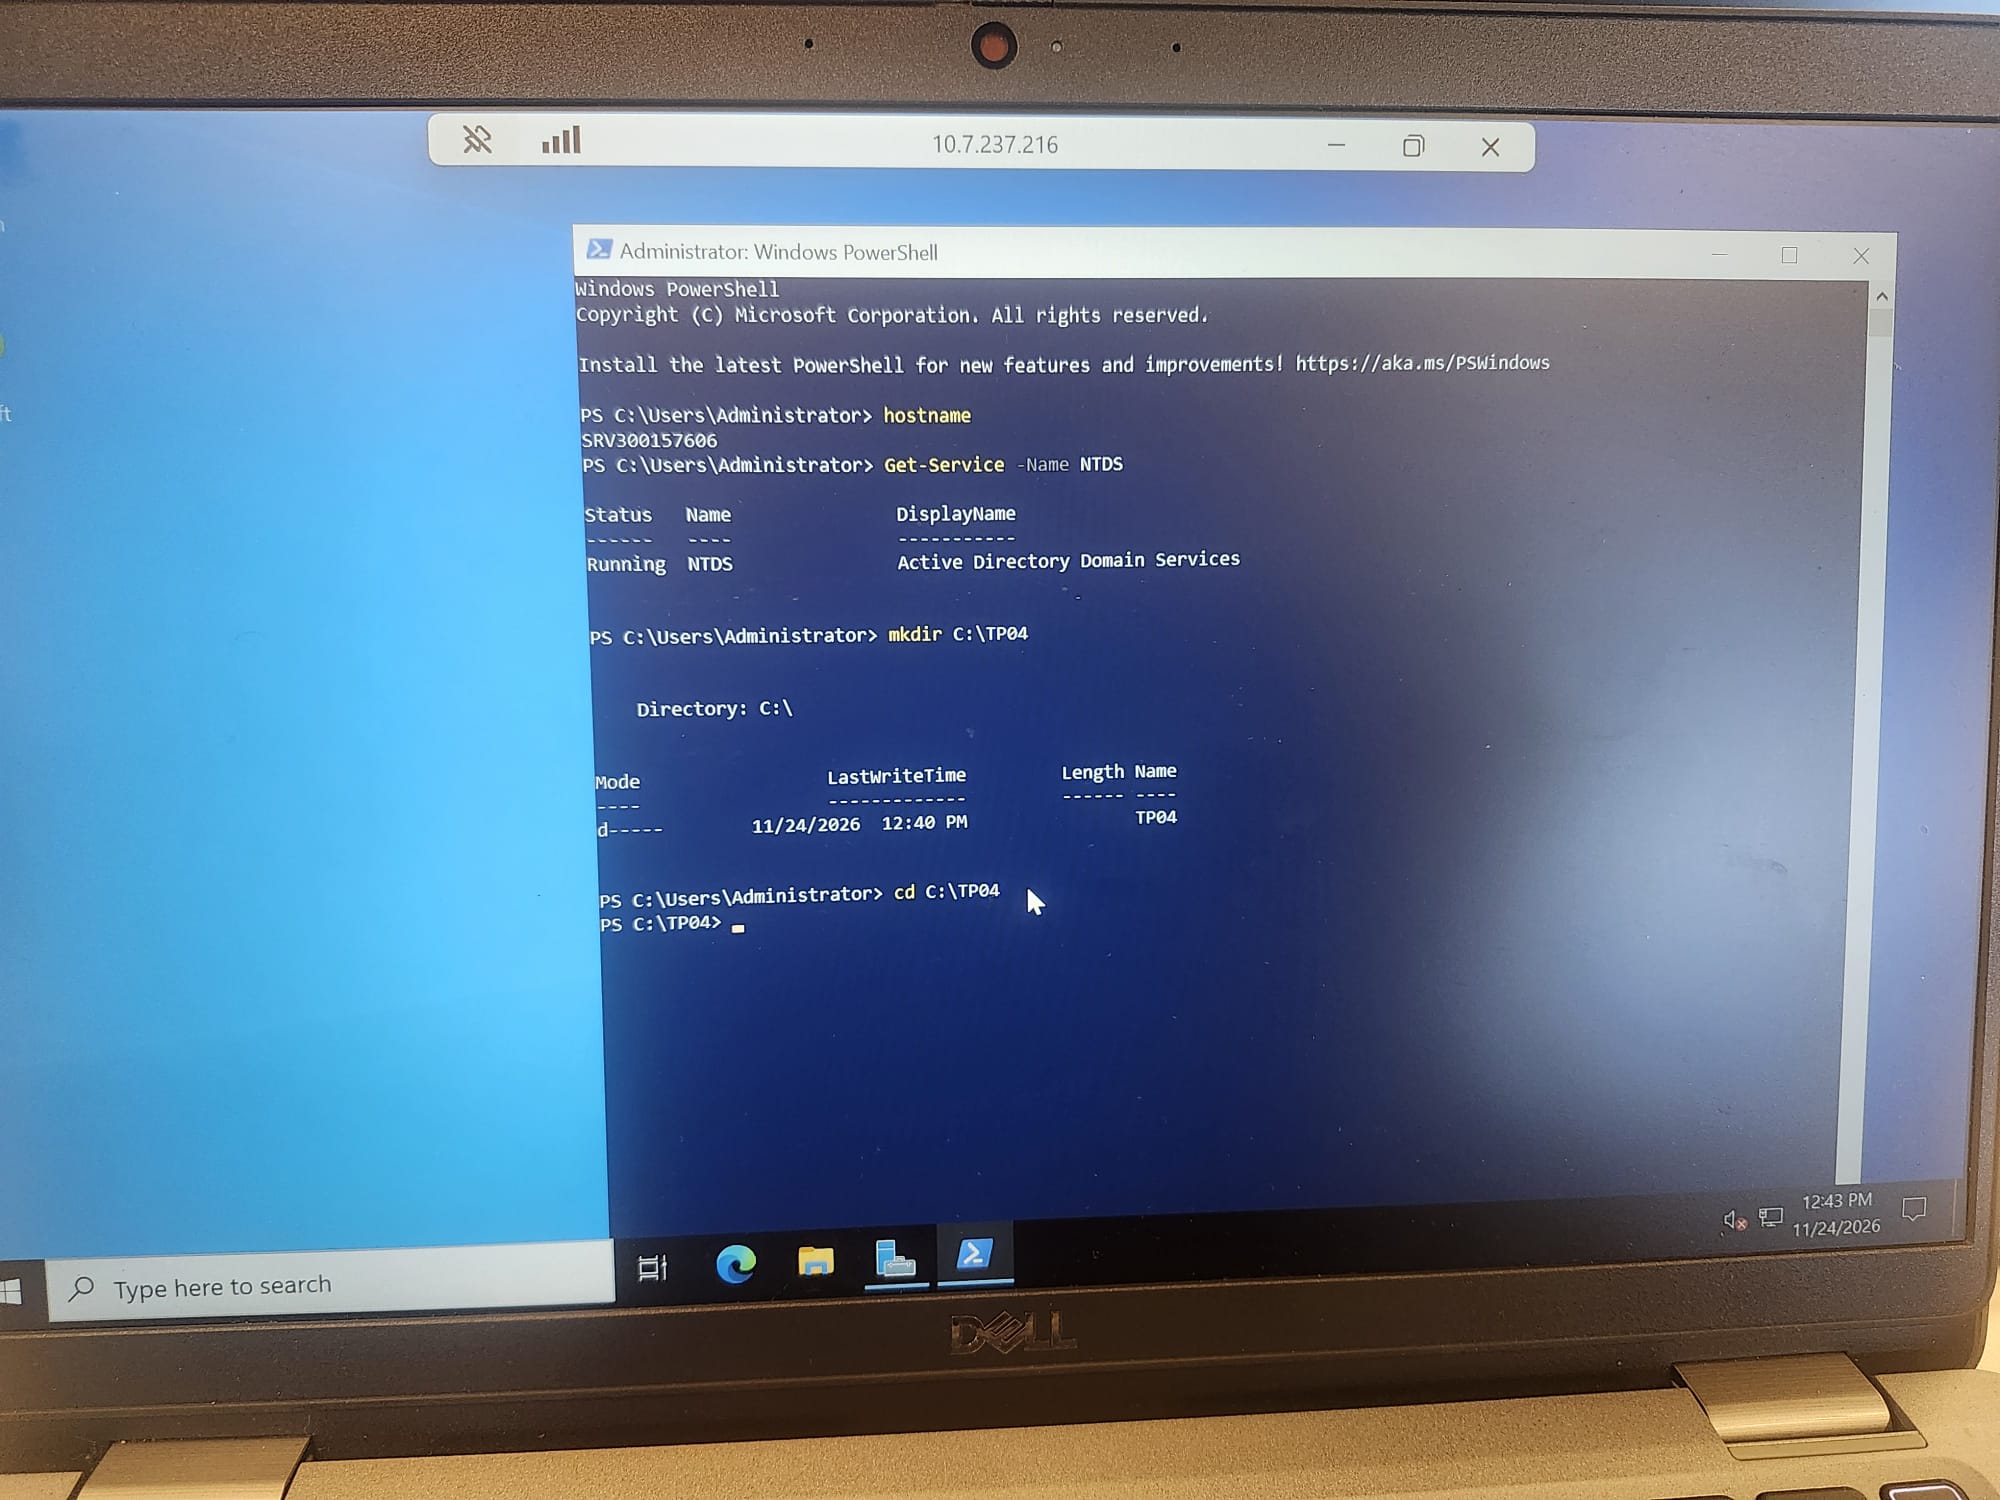 10.7.237.216
Administrator: Windows PowerShell
Windows PowerShell
Copyright (C) Microsoft Corporation. All rights reserved.
Install the latest PowerShell for new features and improvements! https://aka.ms/PSWindows
PS C:\Users\Administrator> hostname
SRV300157606
PS C:\Users\Administrator> Get-Service -Name NTDS
Status   Name               DisplayName
------   ----               -----------
Running  NTDS               Active Directory Domain Services
PS C:\Users\Administrator> mkdir C:\TP04
Directory: C:\
Mode                 LastWriteTime         Length Name
----                 -------------         ------ ----
d-----        11/24/2026  12:40 PM                TP04
PS C:\Users\Administrator> cd C:\TP04
PS C:\TP04>
12:43 PM
11/24/2026
Type here to search
DELL